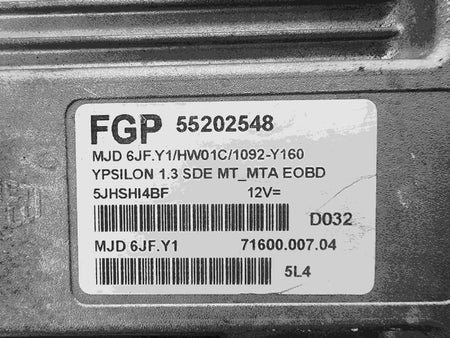 FGP 55202548
MJD 6JF.Y1/HW01C/1092-Y160
YPSILON 1.3 SDE MT_MTA EOBD
5JHSHI4BF 12V=
D032
MJD 6JF.Y1 71600.007.04
5L4